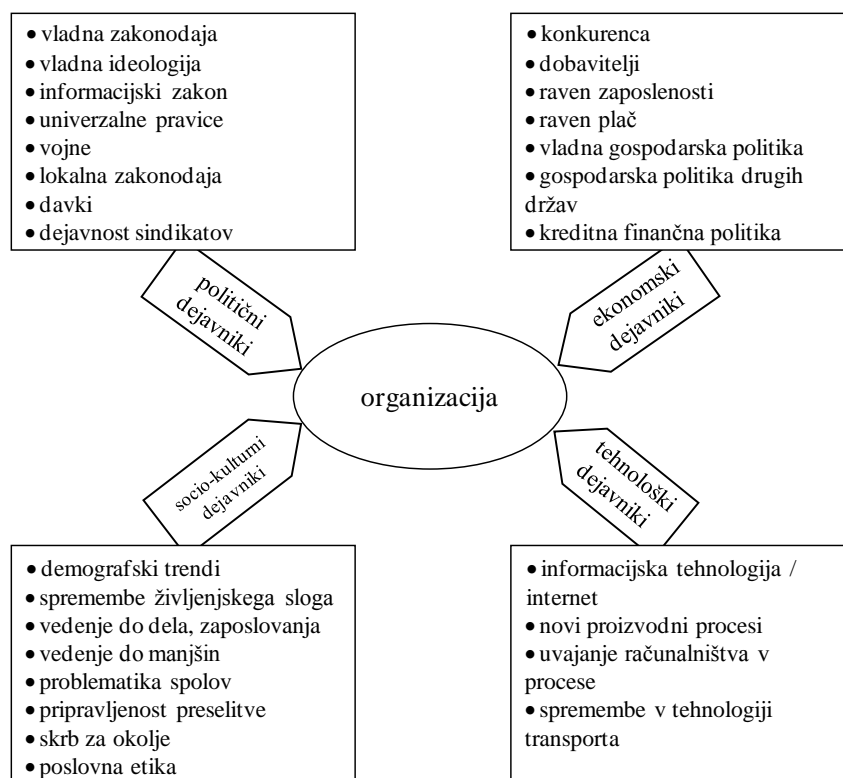 • vladna zakonodaja
• vladna ideologija
• informacijski zakon
• univerzalne pravice
• vojne
• lokalna zakonodaja
• davki
• dejavnost sindikatov
• konkurenca
• dobavitelji
• raven zaposlenosti
• raven plač
• vladna gospodarska politika
• gospodarska politika drugih
držav
• kreditna finančna politika
politični
dejavniki
ekonomski
dejavniki
organizacija
socio-kulturni
dejavniki
tehnološki
dejavniki
• demografski trendi
• spremembe življenjskega sloga
• vedenje do dela, zaposlovanja
• vedenje do manjšin
• problematika spolov
• pripravljenost preselitve
• skrb za okolje
• poslovna etika
• informacijska tehnologija /
internet
• novi proizvodni procesi
• uvajanje računalništva v
procese
• spremembe v tehnologiji
transporta